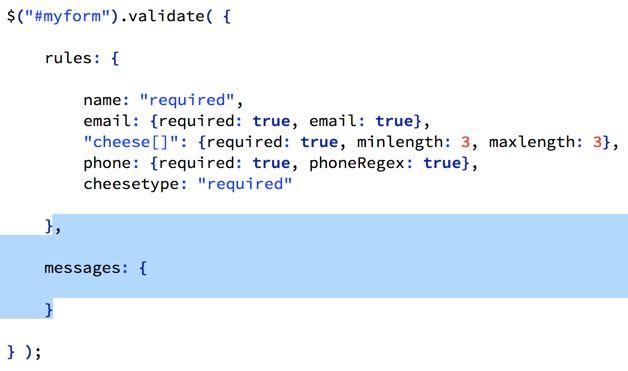 $("#myform").validate( {
rules: {
name: "required",
email: {required: true, email: true},
"cheese[]": {required: true, minlength: 3, maxlength: 3},
phone: {required: true, phoneRegex: true},
cheesetype: "required"
},
messages: {
}
} );